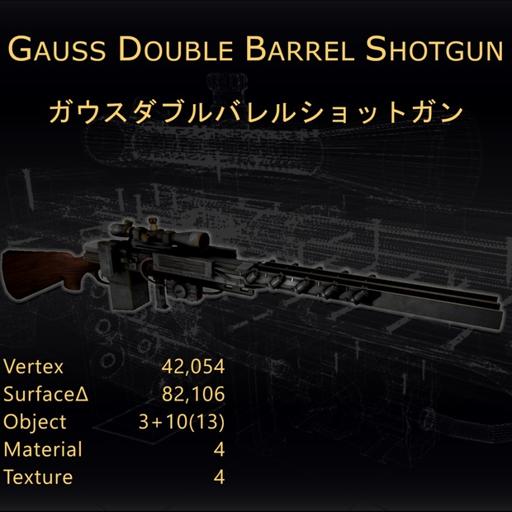 Gauss Double Barrel Shotgun
ガウスダブルバレルショットガン
Vertex 42,054
SurfaceΔ 82,106
Object 3+10(13)
Material 4
Texture 4